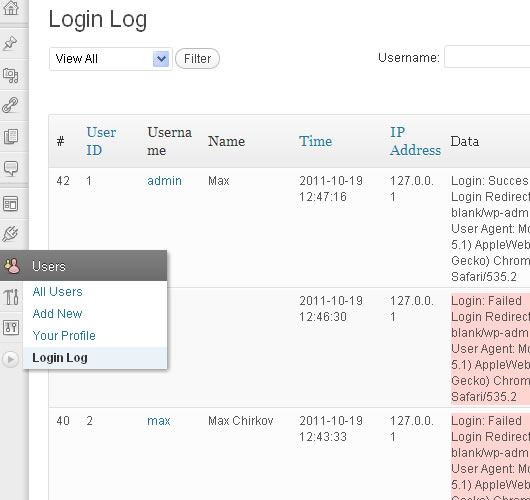 Login Log
View All Filter Username:
# User ID Username Name Time IP Address Data
42 1 admin Max 2011-10-19 12:47:16 127.0.0.1 Login: Succes
Login Redirec
blank/wp-adm
User Agent: Mo
5.1) AppleWeb
Gecko) Chrom
Safari/535.2
Users
All Users
Add New
Your Profile
Login Log
2011-10-19 12:46:30 127.0.0.1 Login: Failed
Login Redirec
blank/wp-adm
User Agent: Mo
5.1) AppleWeb
Gecko) Chrom
Safari/535.2
40 2 max Max Chirkov 2011-10-19 12:43:33 127.0.0.1 Login: Failed
Login Redirec
blank/wp-adm
User Agent: Mo
5.1) AppleWeb
Gecko) Chrom